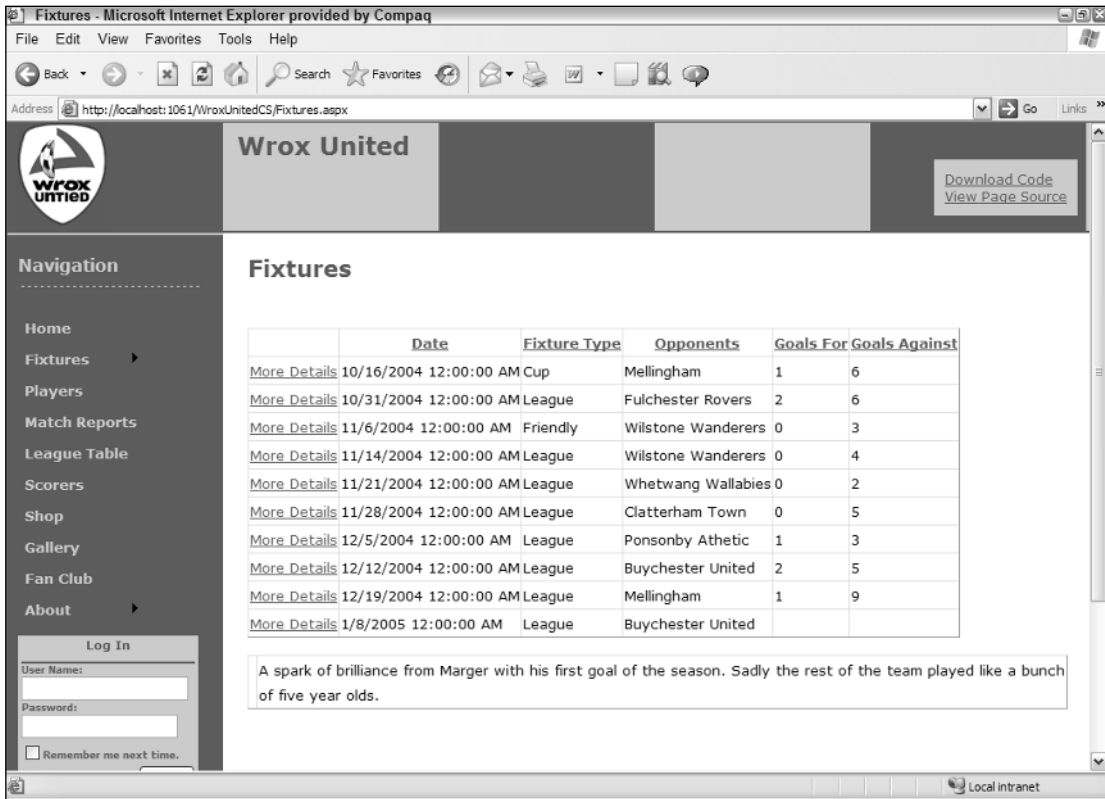 Fixtures - Microsoft Internet Explorer provided by Compaq
File Edit View Favorites Tools Help
Back Search Favorites
Address http://localhost:1061/WroxUnitedCS/Fixtures.aspx Go Links »
wrox
UNTIED
Wrox United
Download Code
View Page Source
Navigation
Home
Fixtures
Players
Match Reports
League Table
Scorers
Shop
Gallery
Fan Club
About
Log In
User Name:
Password:
Remember me next time.
Fixtures
Date Fixture Type Opponents Goals For Goals Against
More Details 10/16/2004 12:00:00 AM Cup Mellingham 1 6
More Details 10/31/2004 12:00:00 AM League Fulchester Rovers 2 6
More Details 11/6/2004 12:00:00 AM Friendly Wilstone Wanderers 0 3
More Details 11/14/2004 12:00:00 AM League Wilstone Wanderers 0 4
More Details 11/21/2004 12:00:00 AM League Whetwang Wallabies 0 2
More Details 11/28/2004 12:00:00 AM League Clatterham Town 0 5
More Details 12/5/2004 12:00:00 AM League Ponsonby Athetic 1 3
More Details 12/12/2004 12:00:00 AM League Buychester United 2 5
More Details 12/19/2004 12:00:00 AM League Mellingham 1 9
More Details 1/8/2005 12:00:00 AM League Buychester United
A spark of brilliance from Marger with his first goal of the season. Sadly the rest of the team played like a bunch
of five year olds.
Local intranet